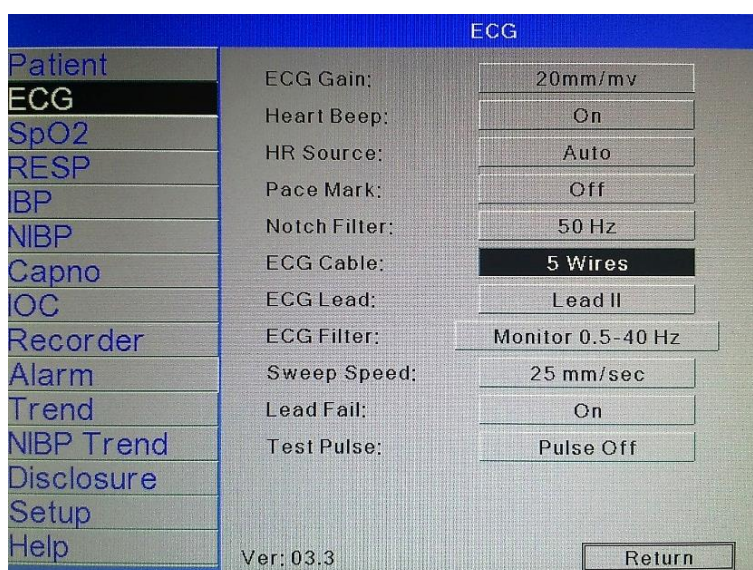 ECG
Patient
ECG
SpO2
RESP
IBP
NIBP
Capno
IOC
Recorder
Alarm
Trend
NIBP Trend
Disclosure
Setup
Help
ECG Gain: 20mm/mv
Heart Beep: On
HR Source: Auto
Pace Mark: Off
Notch Filter: 50 Hz
ECG Cable: 5 Wires
ECG Lead: Lead II
ECG Filter: Monitor 0.5-40 Hz
Sweep Speed: 25 mm/sec
Lead Fail: On
Test Pulse: Pulse Off
Ver: 03.3 Return